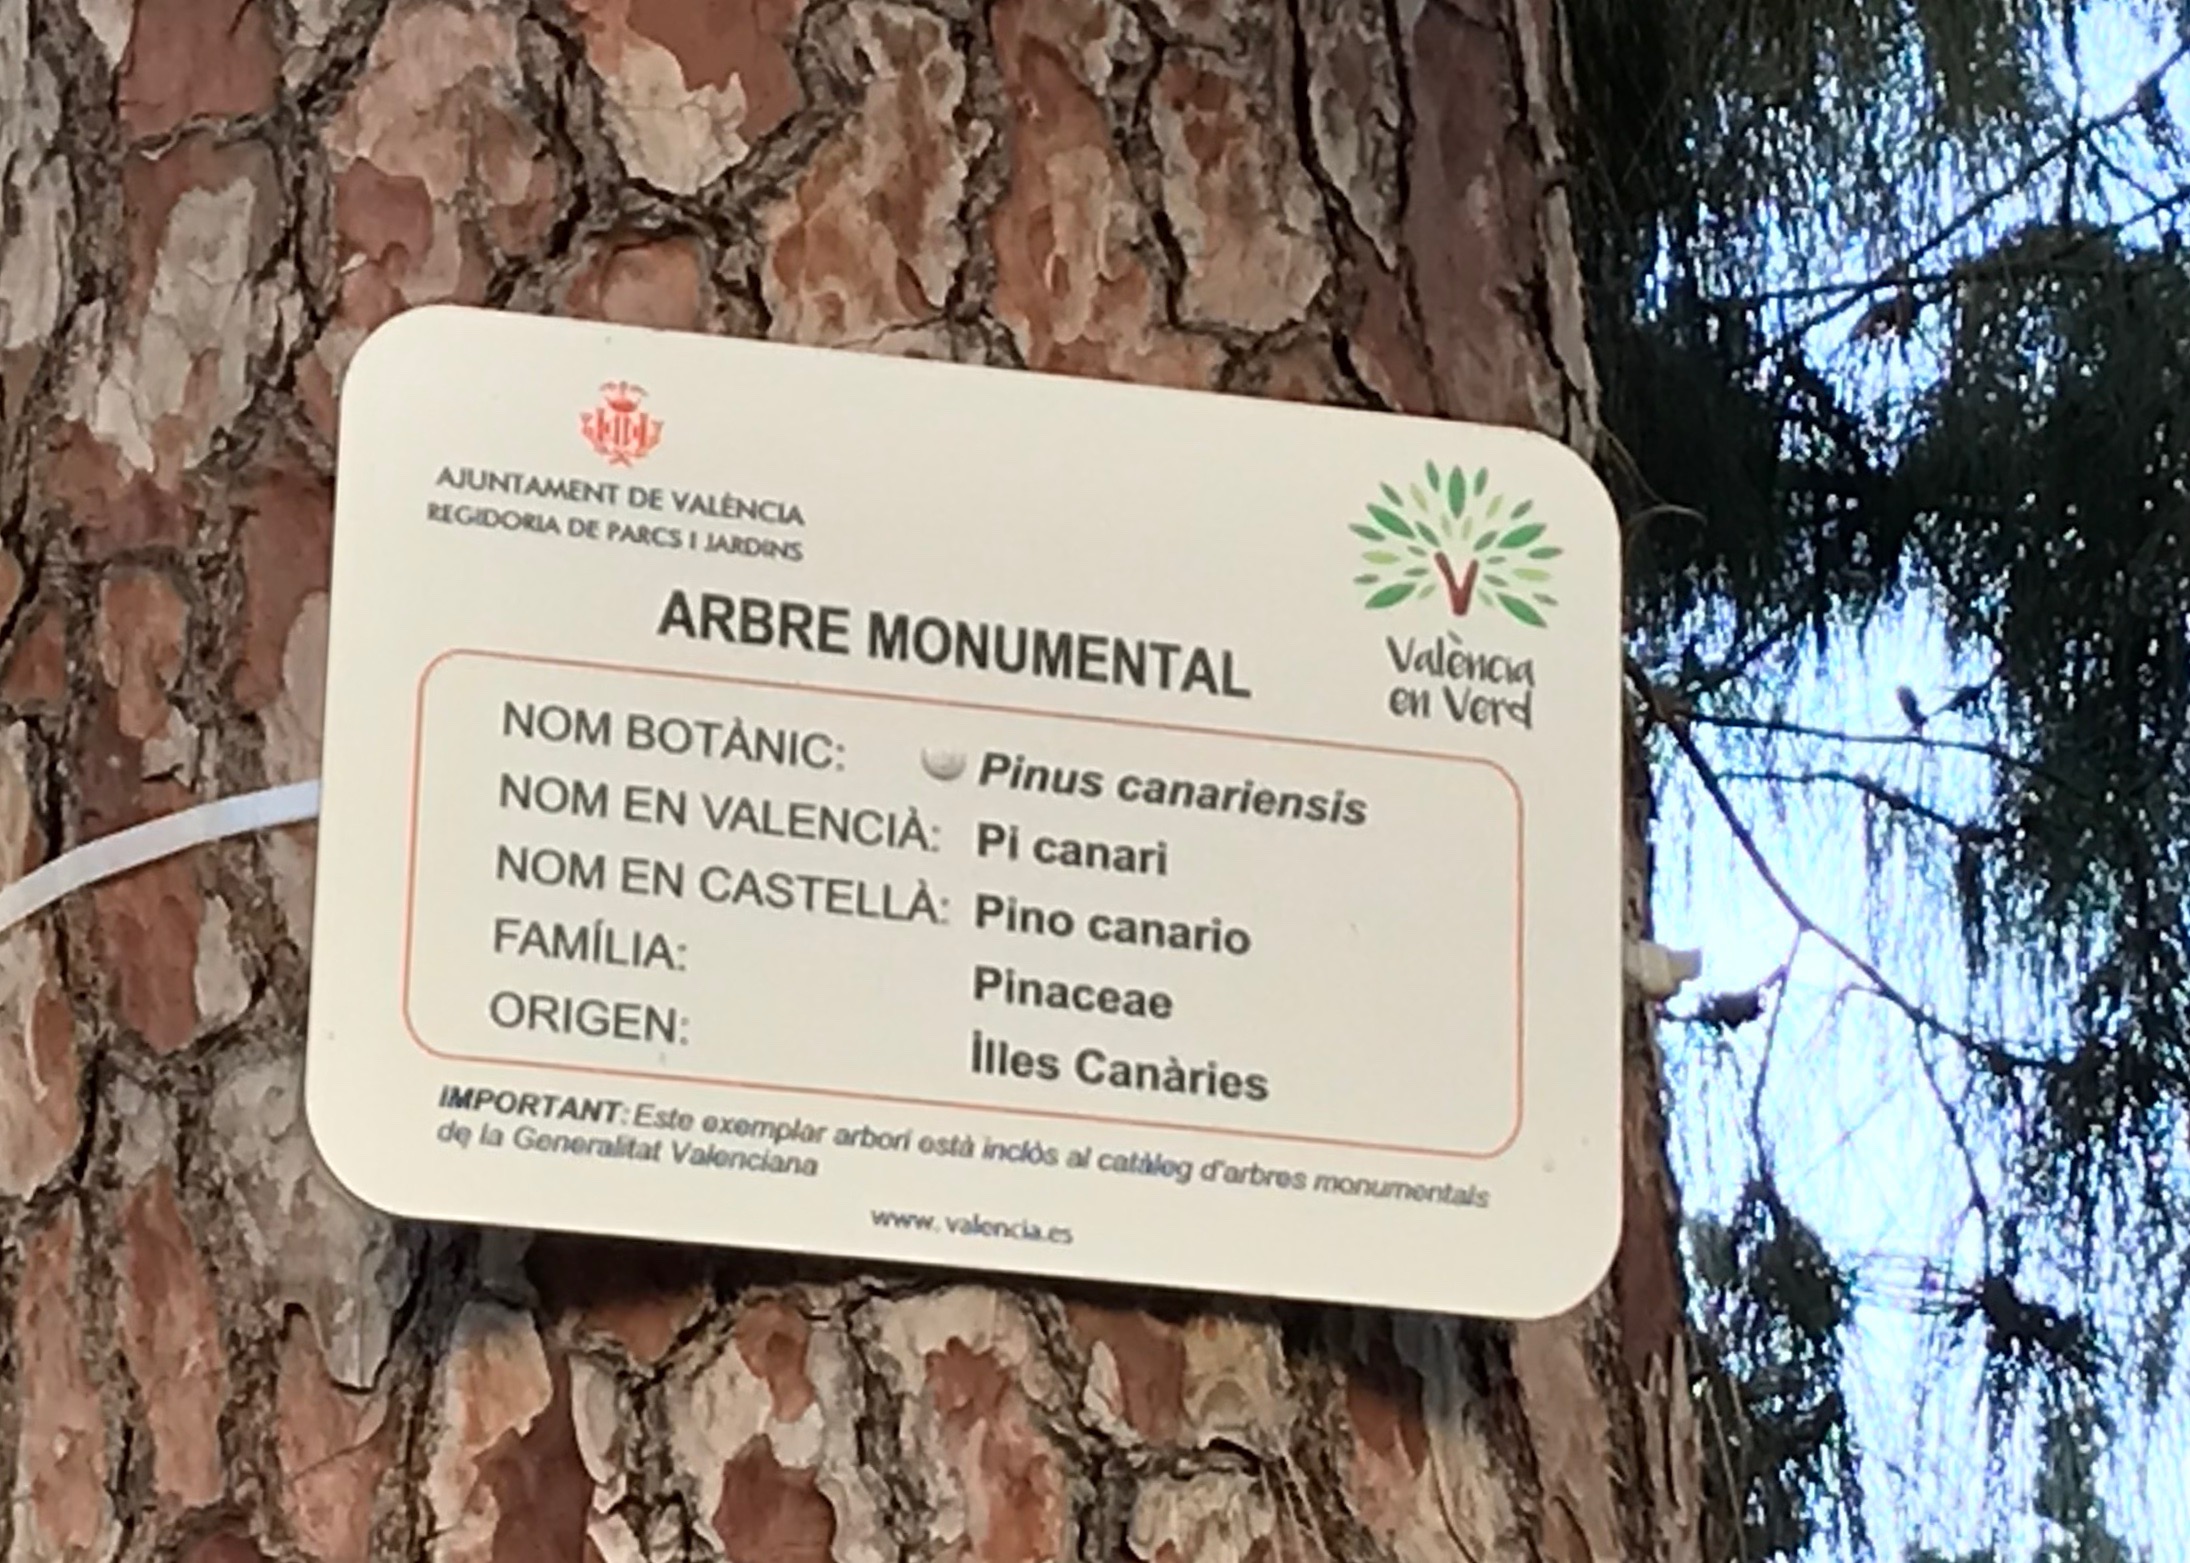 AJUNTAMENT DE VALÈNCIA
REGIDORIA DE PARCS I JARDINS
València
en Verd
ARBRE MONUMENTAL
NOM BOTÀNIC: Pinus canariensis
NOM EN VALENCIÀ: Pi canari
NOM EN CASTELLÀ: Pino canario
FAMÍLIA: Pinaceae
ORIGEN: İlles Canàries
IMPORTANT: Este exemplar arbori està inclòs al catàleg d'arbres monumentals
de la Generalitat Valenciana
www. valencia.es